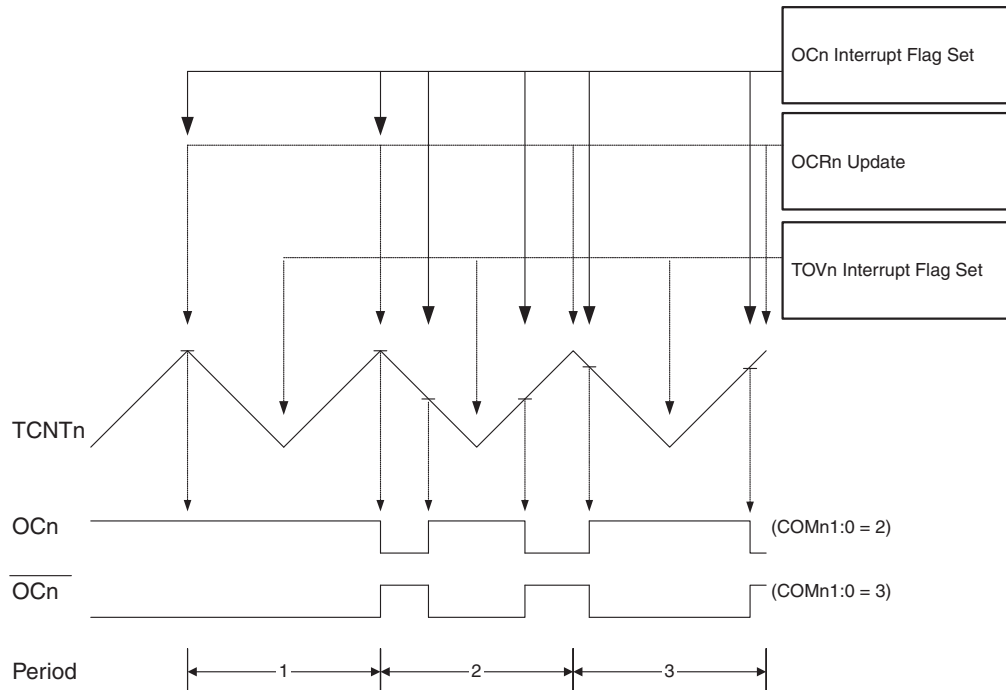 OCn Interrupt Flag Set
OCRn Update
TOVn Interrupt Flag Set
TCNTn
OCn
(COMn1:0 = 2)
OCn
(COMn1:0 = 3)
Period
1
2
3